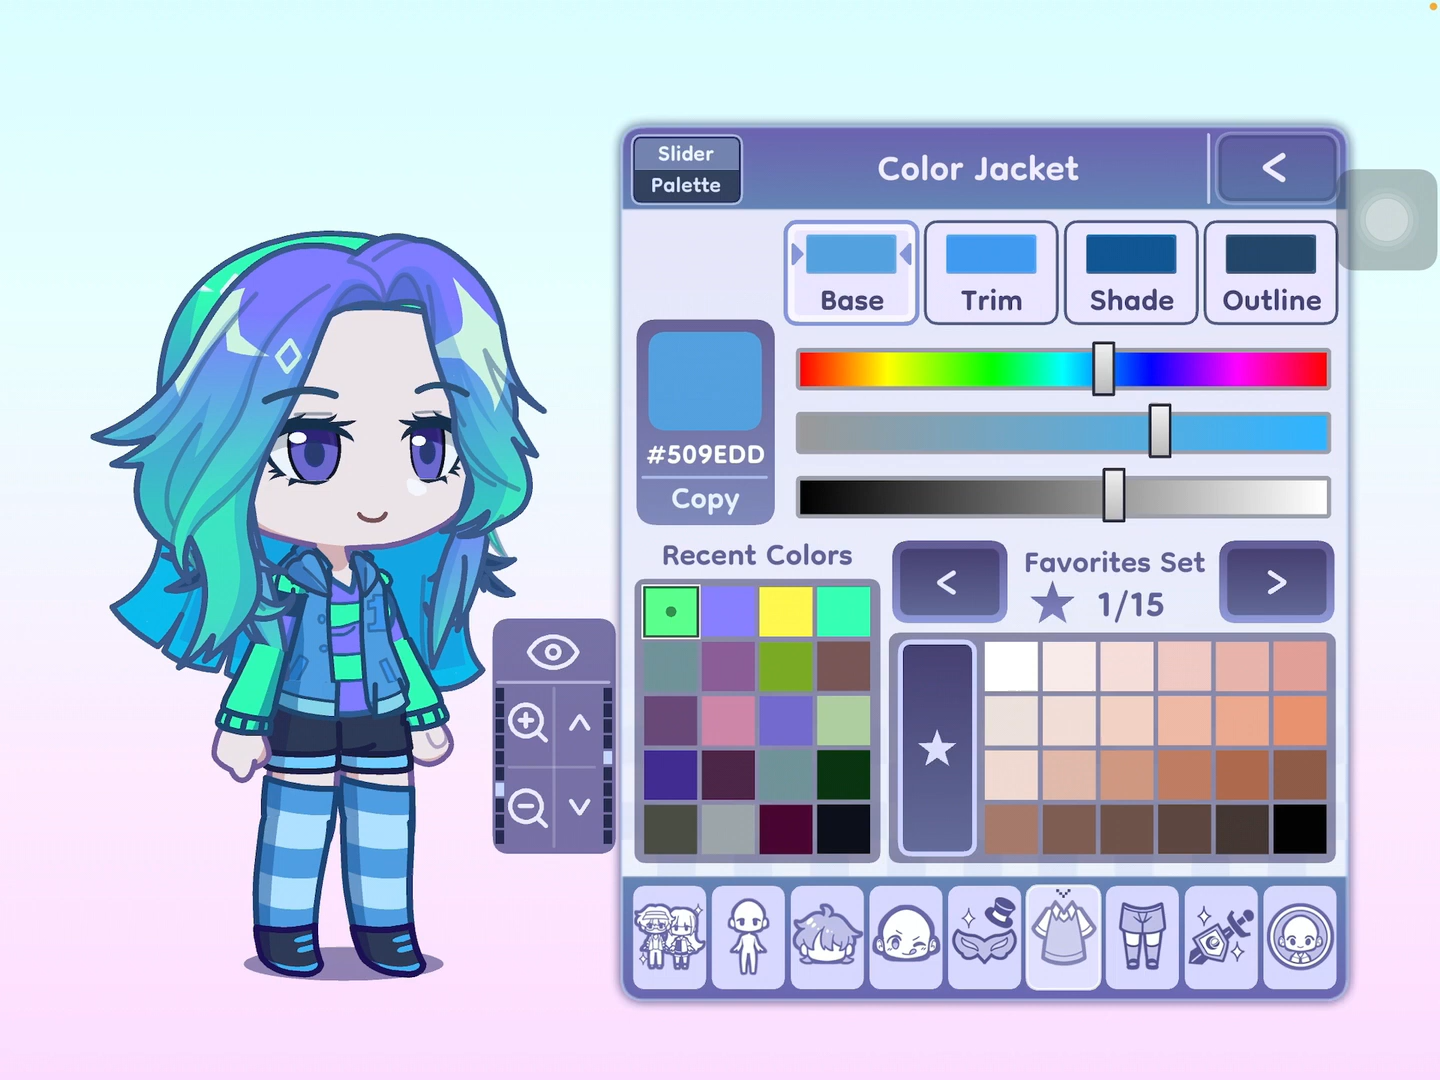 Slider
Palette
Color Jacket
<
Base
Trim
Shade
Outline
#509EDD
Copy
Recent Colors
<
Favorites Set
>
1/15